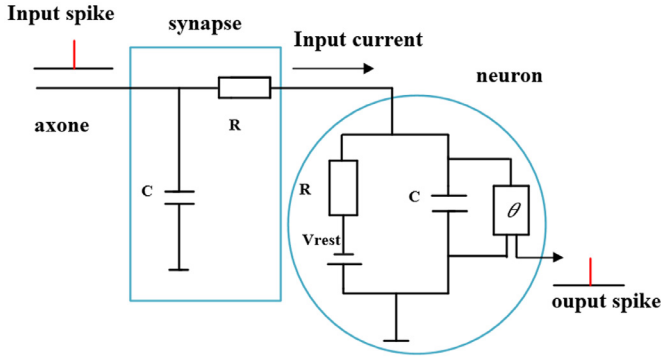 Input spike
synapse
Input current
neuron
axone
R
C
R
C
θ
Vrest
ouput spike